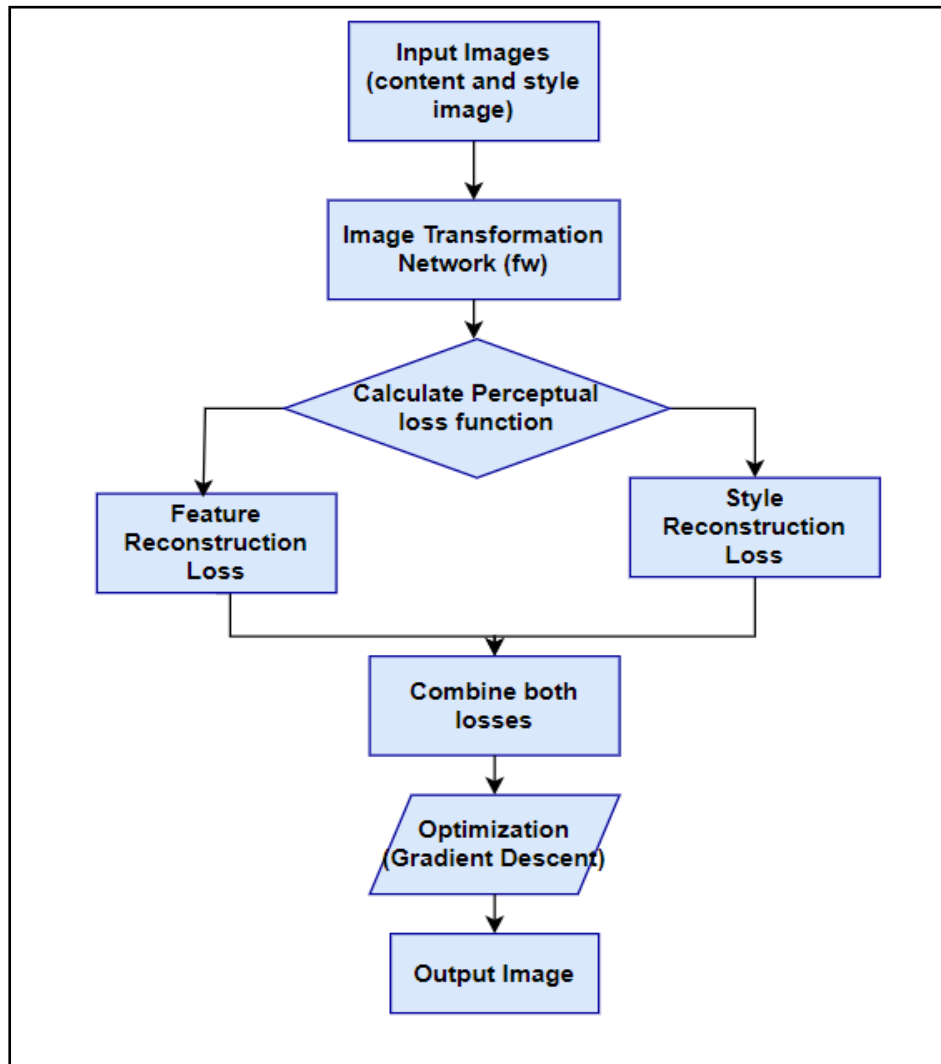 Input Images
(content and style
image)
Image Transformation
Network (fw)
Calculate Perceptual
loss function
Feature
Reconstruction
Loss
Style
Reconstruction
Loss
Combine both
losses
Optimization
(Gradient Descent)
Output Image